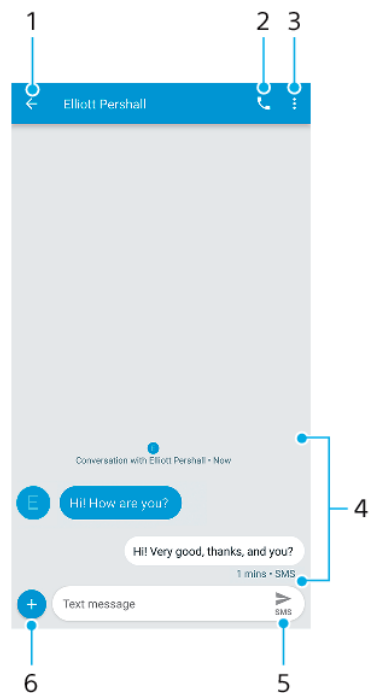 1 2 3
Elliott Pershall
Conversation with Elliott Pershall • Now
4
E
Hi! How are you?
Hi! Very good, thanks, and you?
1 mins • SMS
+ Text message
SMS
6 5